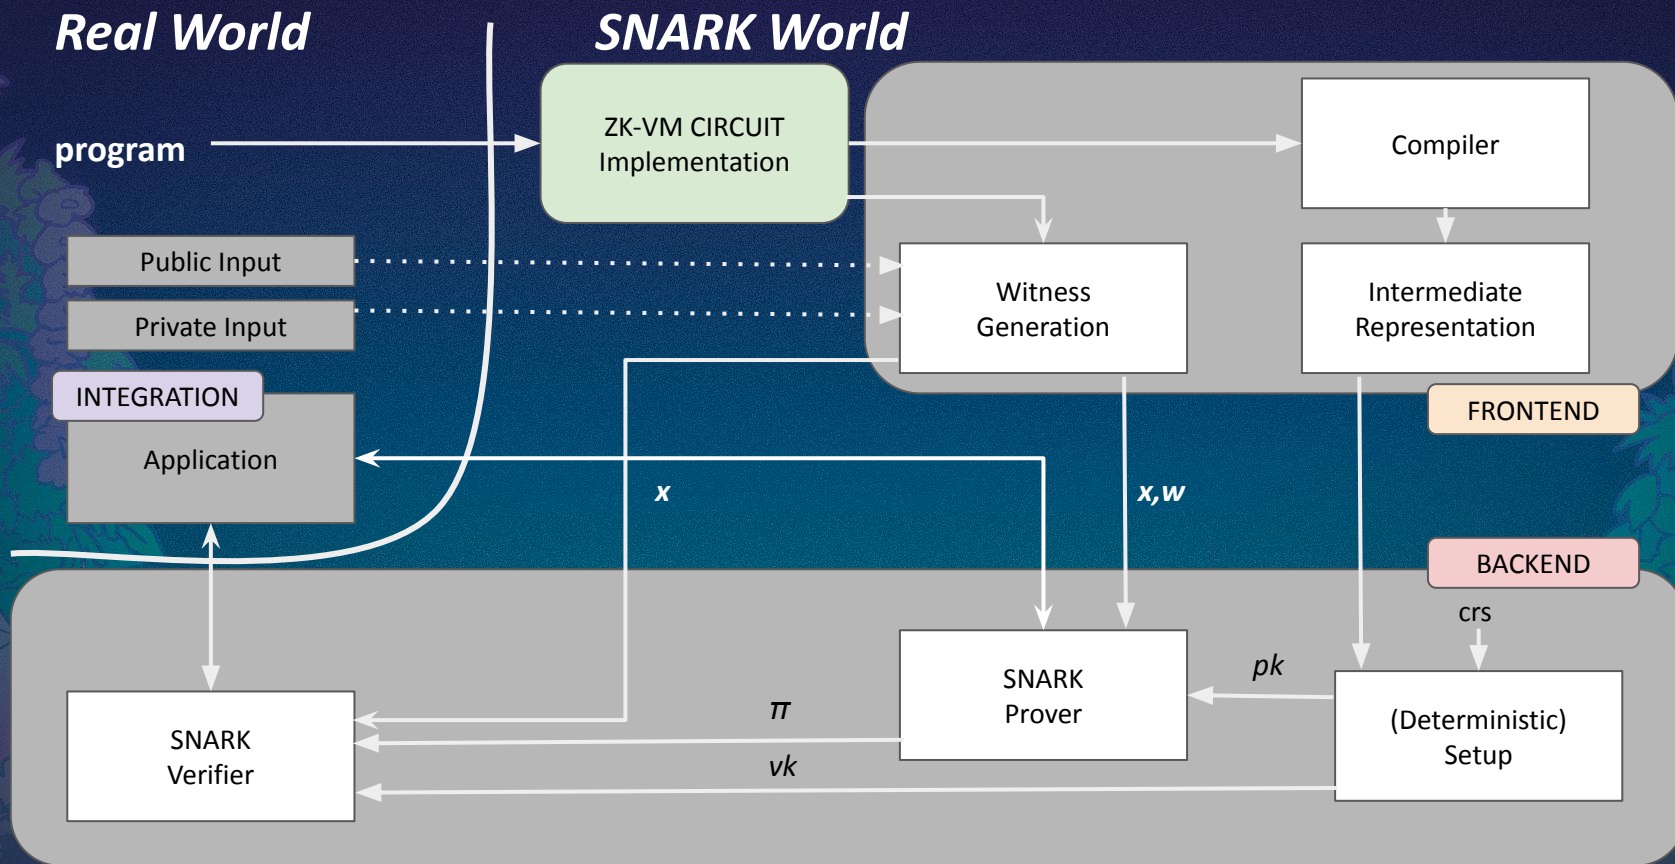 Real World
SNARK World
program
ZK-VM CIRCUIT
Implementation
Compiler
Public Input
Private Input
Witness
Generation
Intermediate
Representation
INTEGRATION
FRONTEND
Application
x
x,w
BACKEND
crs
SNARK
Prover
pk
(Deterministic)
Setup
SNARK
Verifier
π
vk